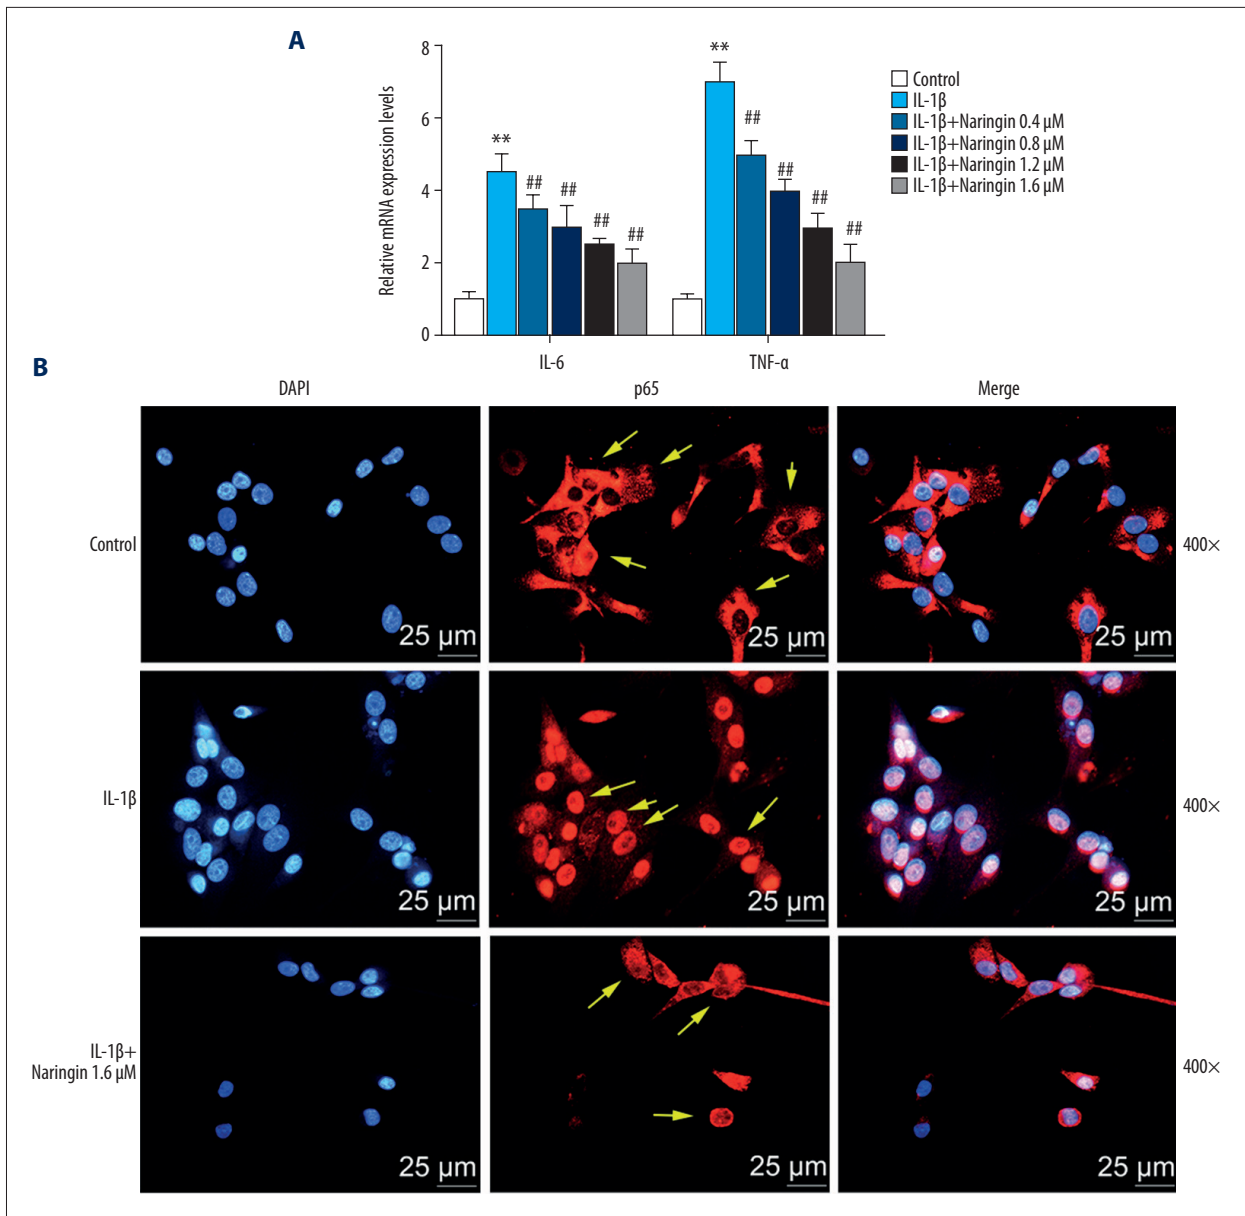 A
Relative mRNA expression levels
8
6
4
2
0
**
##
##
##
##
**
##
##
##
##
IL-6
TNF-α
Control
IL-1β
IL-1β+Naringin 0.4 µM
IL-1β+Naringin 0.8 µM
IL-1β+Naringin 1.2 µM
IL-1β+Naringin 1.6 µM
B
DAPI
p65
Merge
Control
25 µm
25 µm
25 µm
400×
IL-1β
25 µm
25 µm
25 µm
400×
IL-1β+
Naringin 1.6 µM
25 µm
25 µm
25 µm
400×